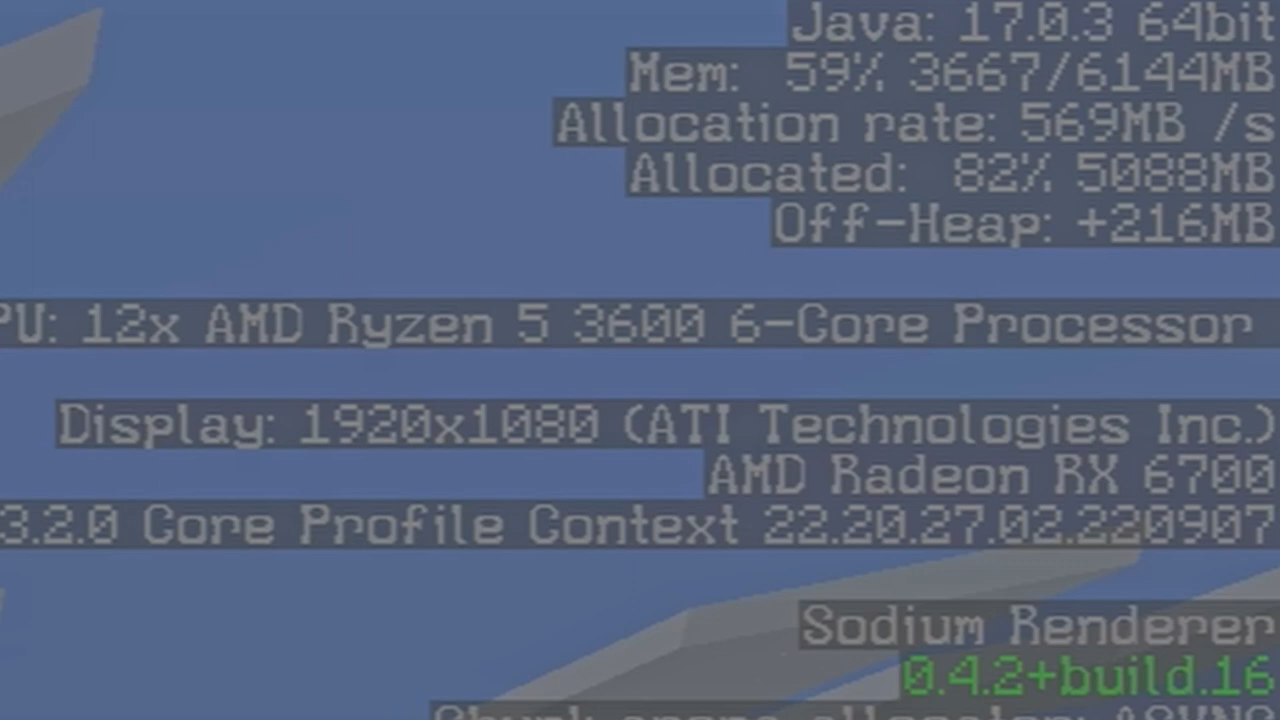 Java: 17.0.3 64bit
Mem: 59% 3667/6144MB
Allocation rate: 569MB /s
Allocated: 82% 5088MB
Off-Heap: +216MB
PU: 12x AMD Ryzen 5 3600 6-Core Processor
Display: 1920x1080 (ATI Technologies Inc.)
AMD Radeon RX 6700
3.2.0 Core Profile Context 22.20.27.02.220907
Sodium Renderer
0.4.2+build.16